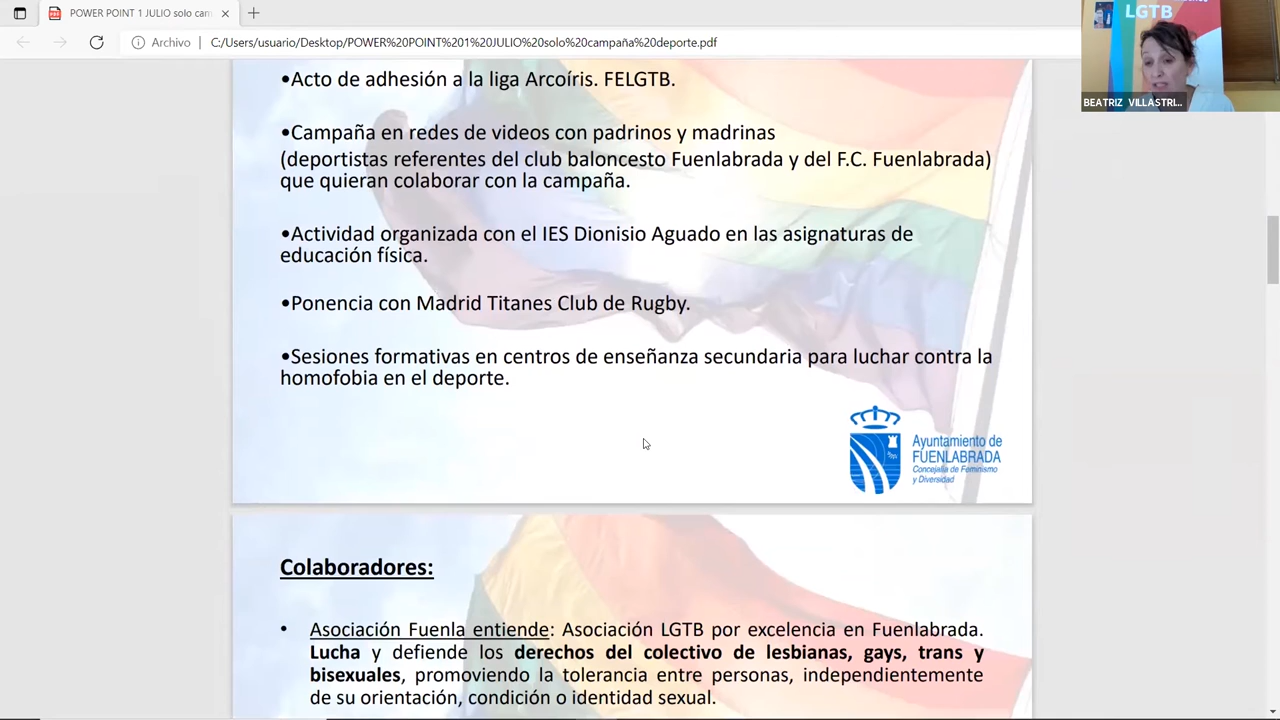 POWER POINT 1 JULIO solo cam
Archivo
C:/Users/usuario/Desktop/POWER%20POINT%201%20JULIO%20solo%20campaña%20deporte.pdf
LGTB
BEATRIZ VILLASTRI...
•Acto de adhesión a la liga Arcoíris. FELGTB.
•Campaña en redes de videos con padrinos y madrinas
(deportistas referentes del club baloncesto Fuenlabrada y del F.C. Fuenlabrada)
que quieran colaborar con la campaña.
•Actividad organizada con el IES Dionisio Aguado en las asignaturas de
educación física.
•Ponencia con Madrid Titanes Club de Rugby.
•Sesiones formativas en centros de enseñanza secundaria para luchar contra la
homofobia en el deporte.
Ayuntamiento de
FUENLABRADA
Concejalía de Feminismo
y Diversidad
Colaboradores:
• Asociación Fuenla entiende: Asociación LGTB por excelencia en Fuenlabrada.
Lucha y defiende los derechos del colectivo de lesbianas, gays, trans y
bisexuales, promoviendo la tolerancia entre personas, independientemente
de su orientación, condición o identidad sexual.